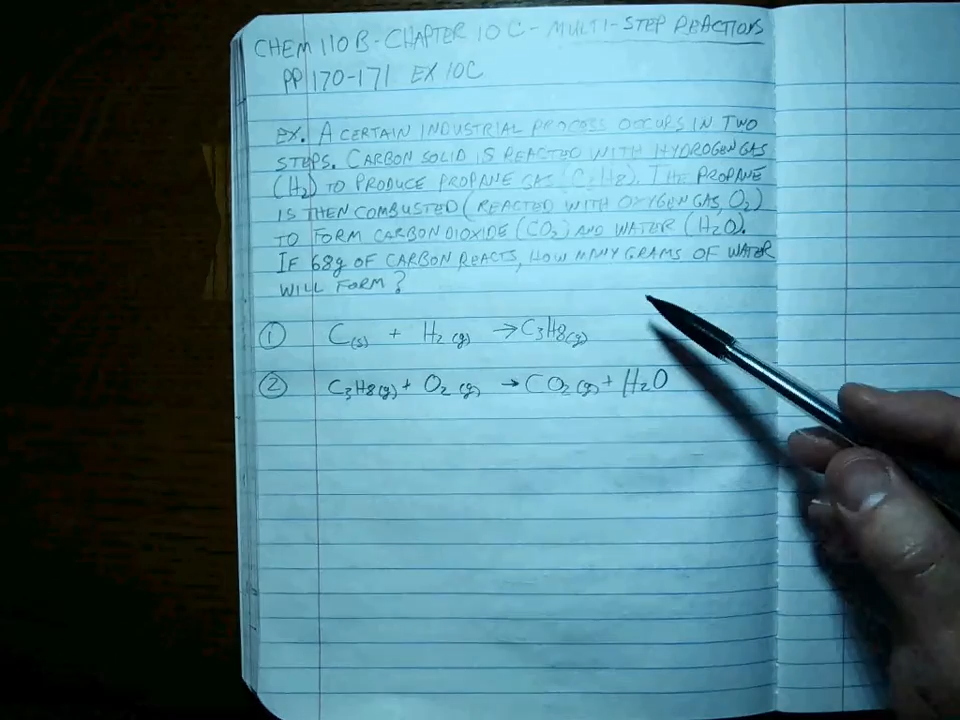 CHEM 110B - CHAPTER 10C - MULTI-STEP REACTIONS
PP 170-171 EX 10C
EX. A CERTAIN INDUSTRIAL PROCESS OCCURS IN TWO
STEPS. CARBON SOLID IS REACTED WITH HYDROGEN GAS
(H₂) TO PRODUCE PROPANE GAS (C₃H₈). THE PROPANE
IS THEN COMBUSTED (REACTED WITH OXYGEN GAS, O₂)
TO FORM CARBON DIOXIDE (CO₂) AND WATER (H₂O).
IF 68g OF CARBON REACTS, HOW MANY GRAMS OF WATER
WILL FORM?
① C(s) + H₂(g) → C₃H₈(g)
② C₃H₈(g) + O₂(g) → CO₂(g) + H₂O